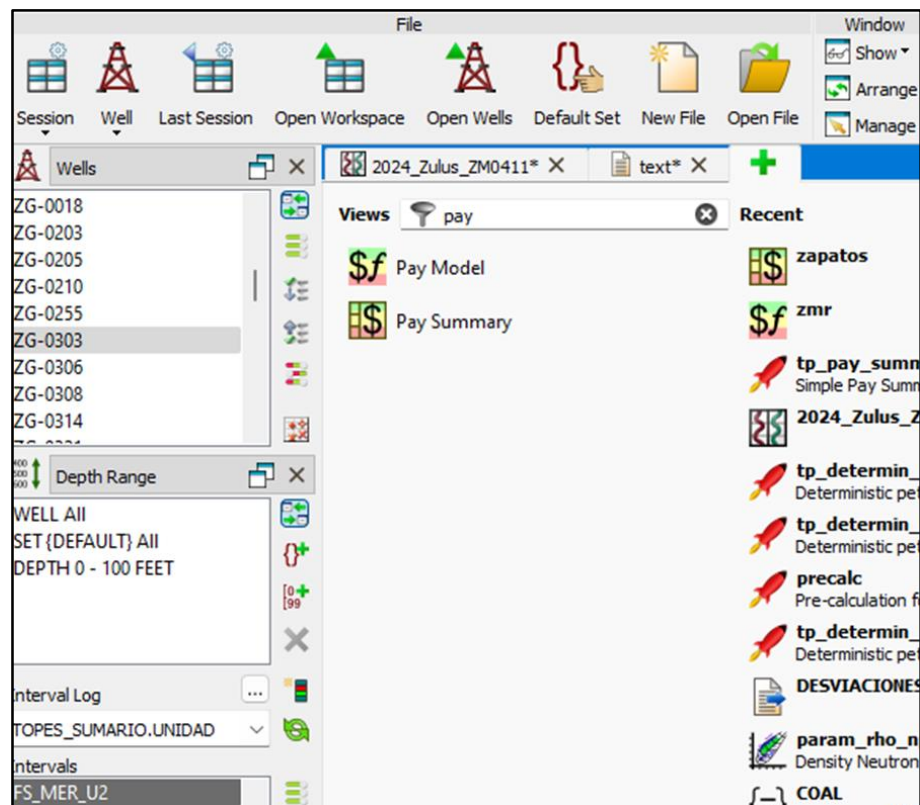 File
Window
Session
Well
Last Session
Open Workspace
Open Wells
Default Set
New File
Open File
Show
Arrange
Manage
Wells
2024_Zulus_ZM0411*
text*
ZG-0018
ZG-0203
ZG-0205
ZG-0210
ZG-0255
ZG-0303
ZG-0306
ZG-0308
ZG-0314
Views
pay
Pay Model
Pay Summary
Recent
zapatos
zmr
tp_pay_summ
Simple Pay Summ
2024_Zulus_Z
tp_determin_
Deterministic pet
tp_determin_
Deterministic pet
precalc
Pre-calculation f
tp_determin_
Deterministic pet
DESVIACIONES
param_rho_n
Density Neutron
COAL
Depth Range
WELL All
SET {DEFAULT} All
DEPTH 0 - 100 FEET
Interval Log
...
TOPES_SUMARIO.UNIDAD
Intervals
FS_MER_U2